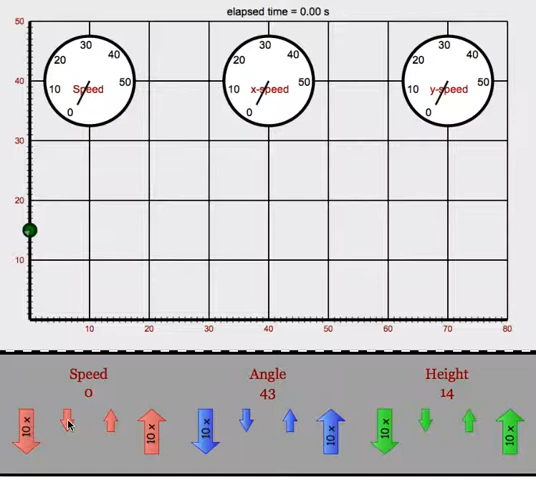 elapsed time = 0.00 s
50
40
30
20
10
0 10 20 30 40 50
Speed
0 10 20 30 40 50
x-speed
0 10 20 30 40 50
y-speed
10 20 30 40 50 60 70 80
Speed Angle Height
0 43 14
10 x 10 x 10 x 10 x 10 x 10 x